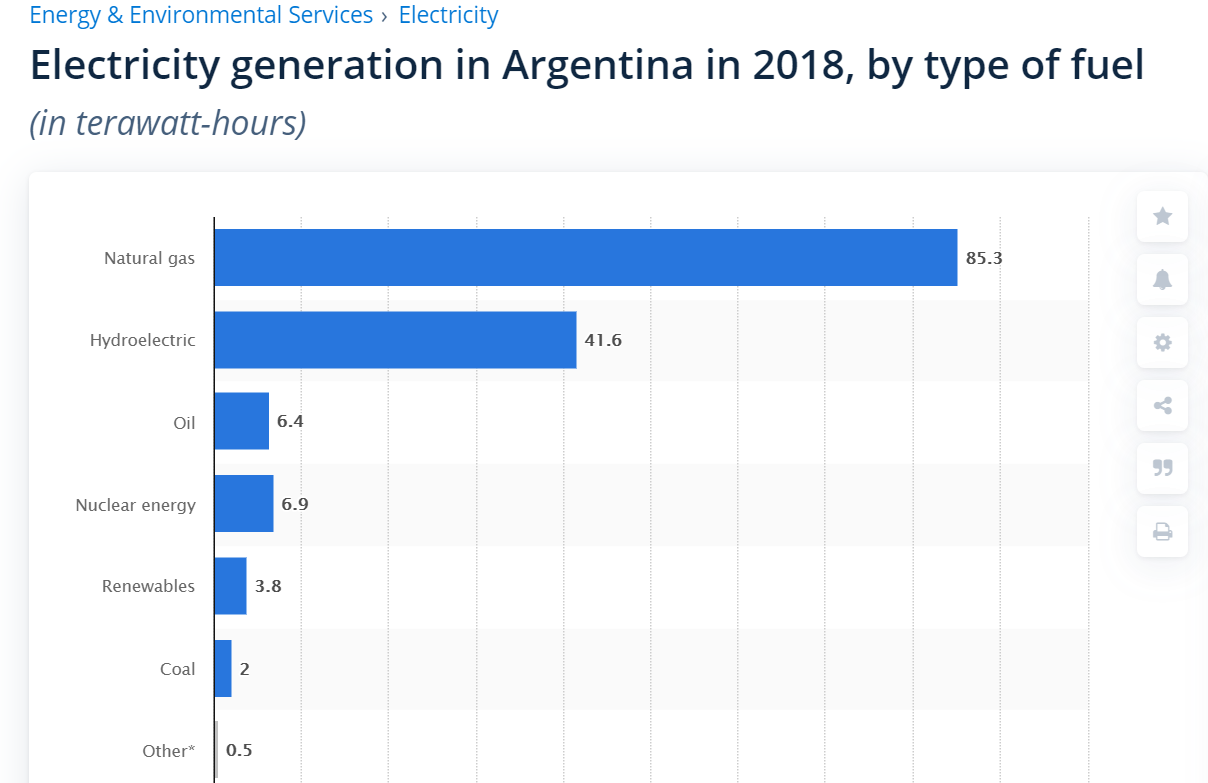 Energy & Environmental Services › Electricity
Electricity generation in Argentina in 2018, by type of fuel
(in terawatt-hours)
Natural gas 85.3
Hydroelectric 41.6
Oil 6.4
Nuclear energy 6.9
Renewables 3.8
Coal 2
Other* 0.5